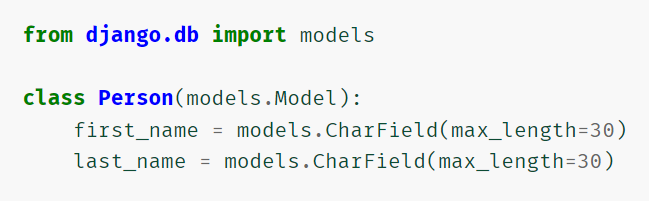 from django.db import models
class Person(models.Model):
    first_name = models.CharField(max_length=30)
    last_name = models.CharField(max_length=30)